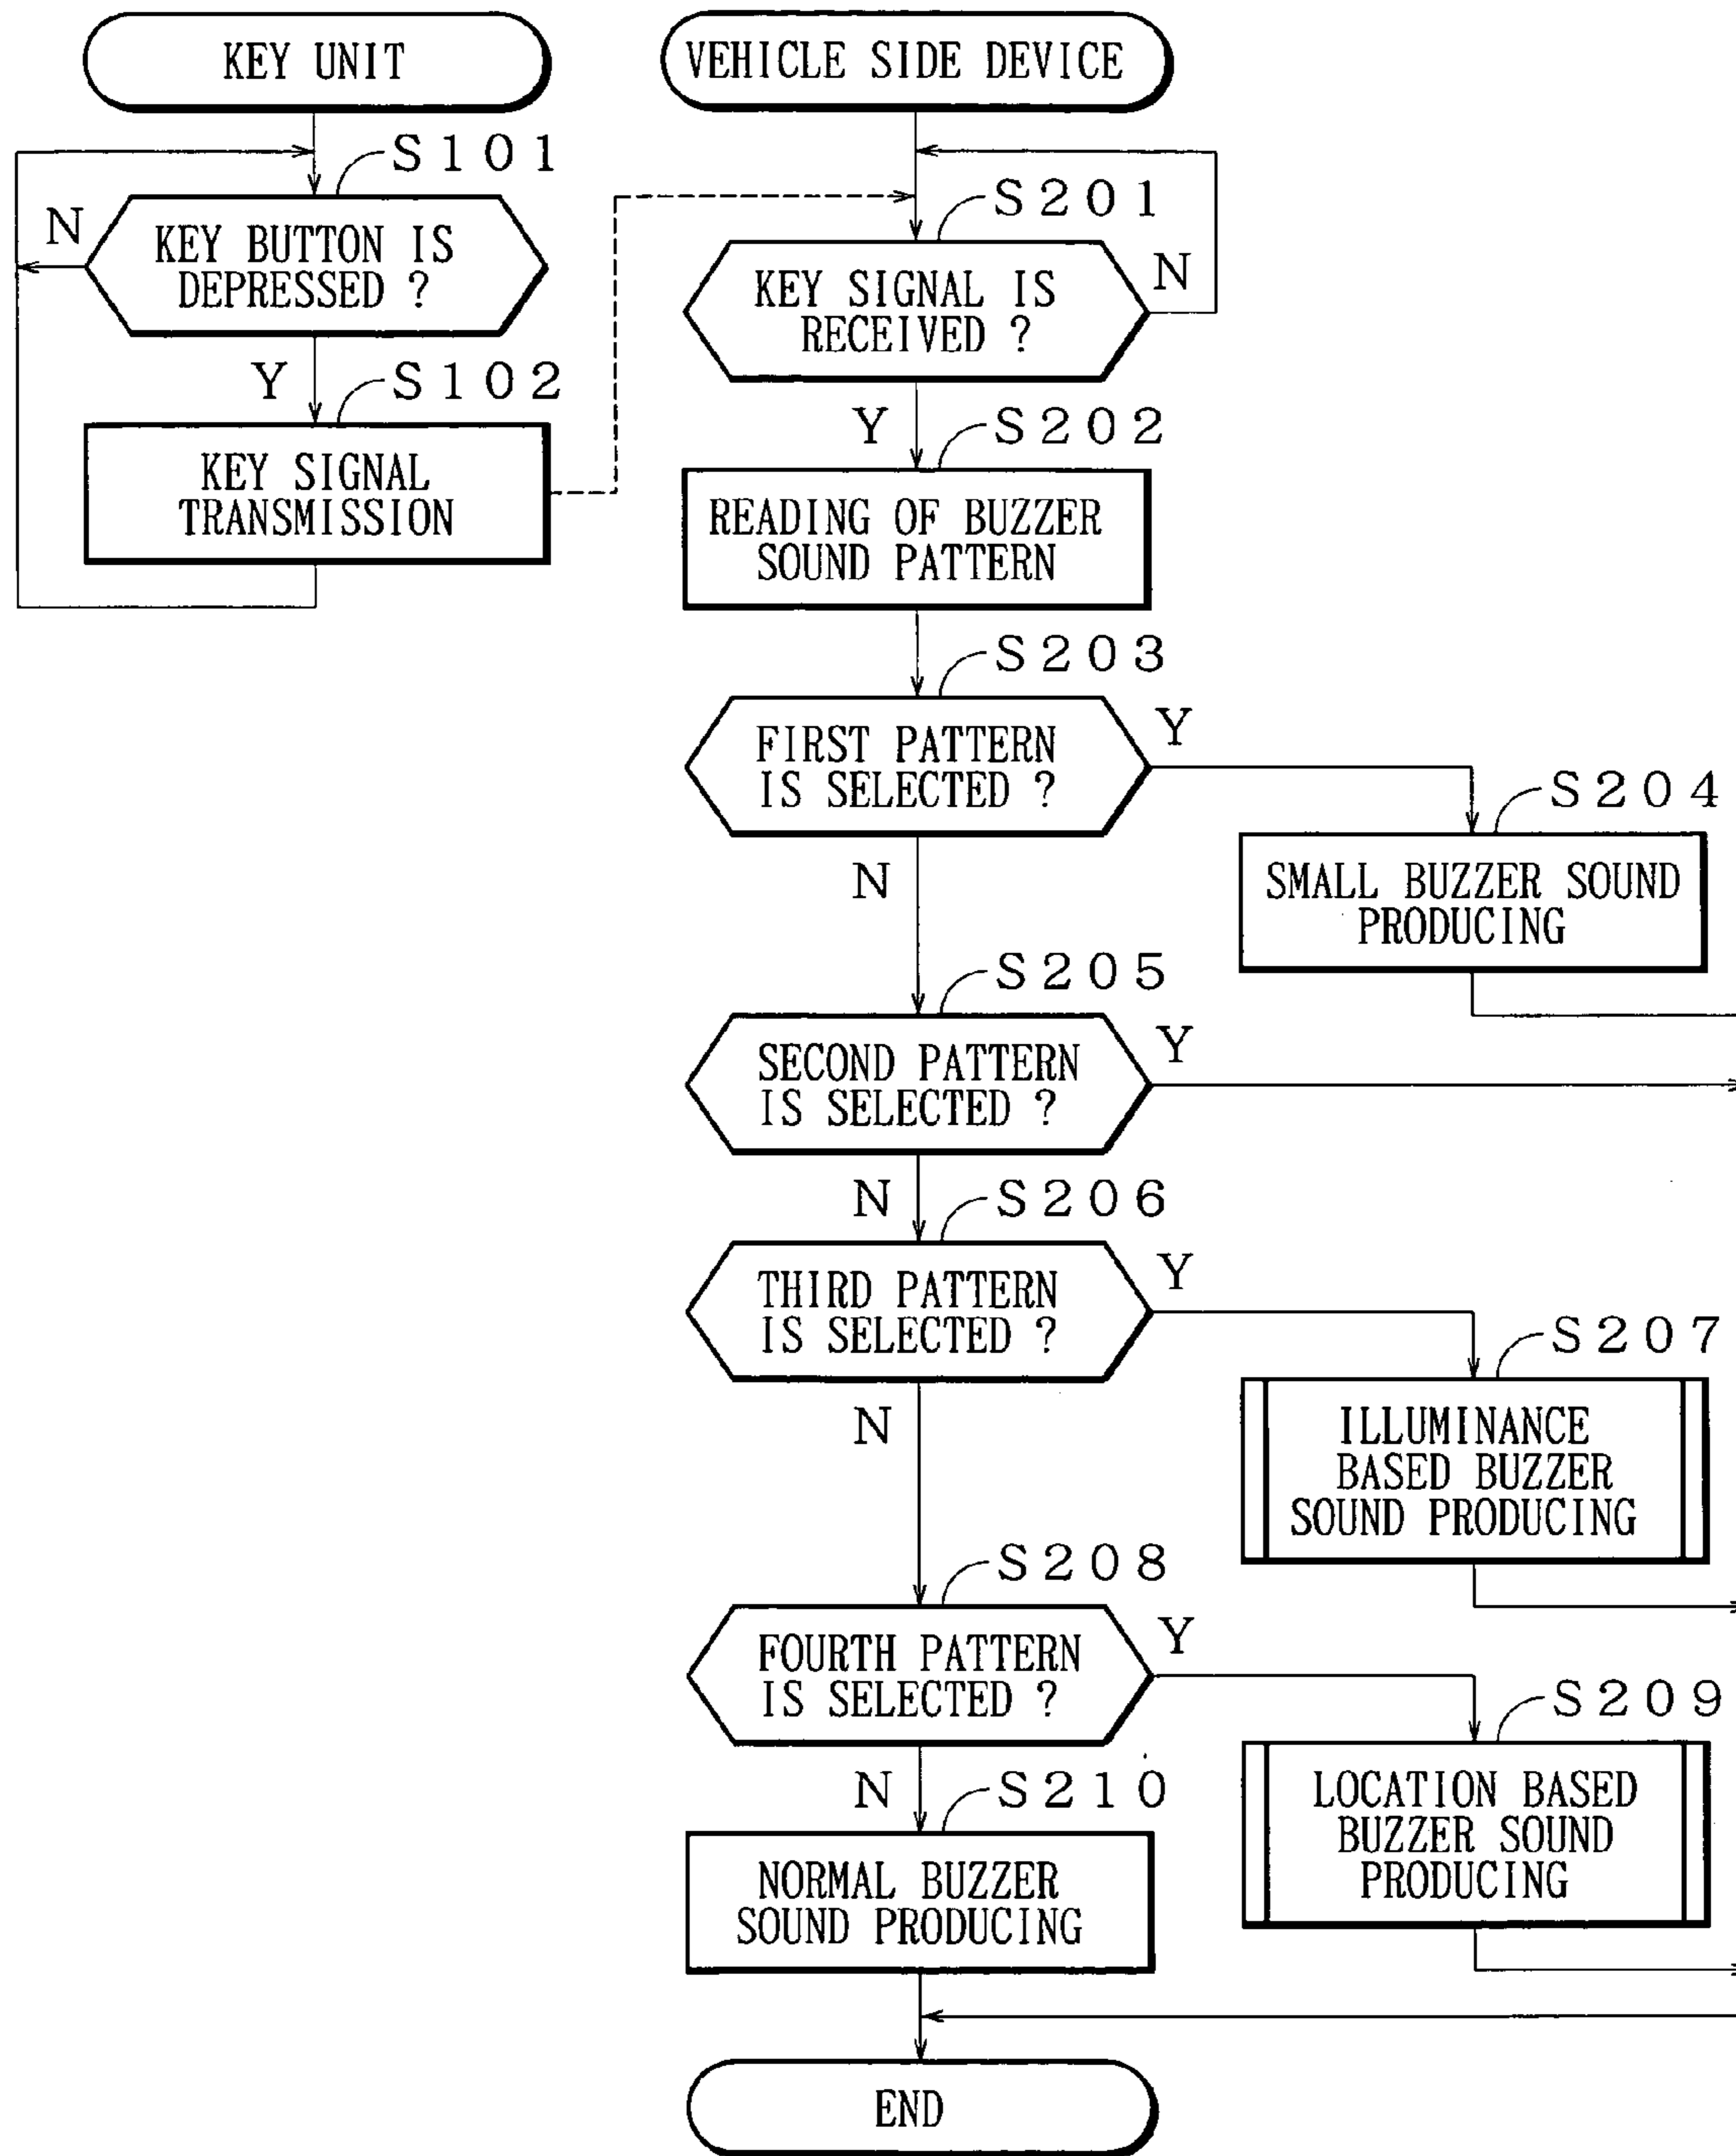 KEY UNIT
S101
KEY BUTTON IS
DEPRESSED ?
N
Y
S102
KEY SIGNAL
TRANSMISSION
VEHICLE SIDE DEVICE
S201
KEY SIGNAL IS
RECEIVED ?
N
Y
S202
READING OF BUZZER
SOUND PATTERN
S203
FIRST PATTERN
IS SELECTED ?
Y
N
S204
SMALL BUZZER SOUND
PRODUCING
S205
SECOND PATTERN
IS SELECTED ?
Y
N
S206
THIRD PATTERN
IS SELECTED ?
Y
N
S207
ILLUMINANCE
BASED BUZZER
SOUND PRODUCING
S208
FOURTH PATTERN
IS SELECTED ?
Y
N
S209
LOCATION BASED
BUZZER SOUND
PRODUCING
S210
NORMAL BUZZER
SOUND PRODUCING
END